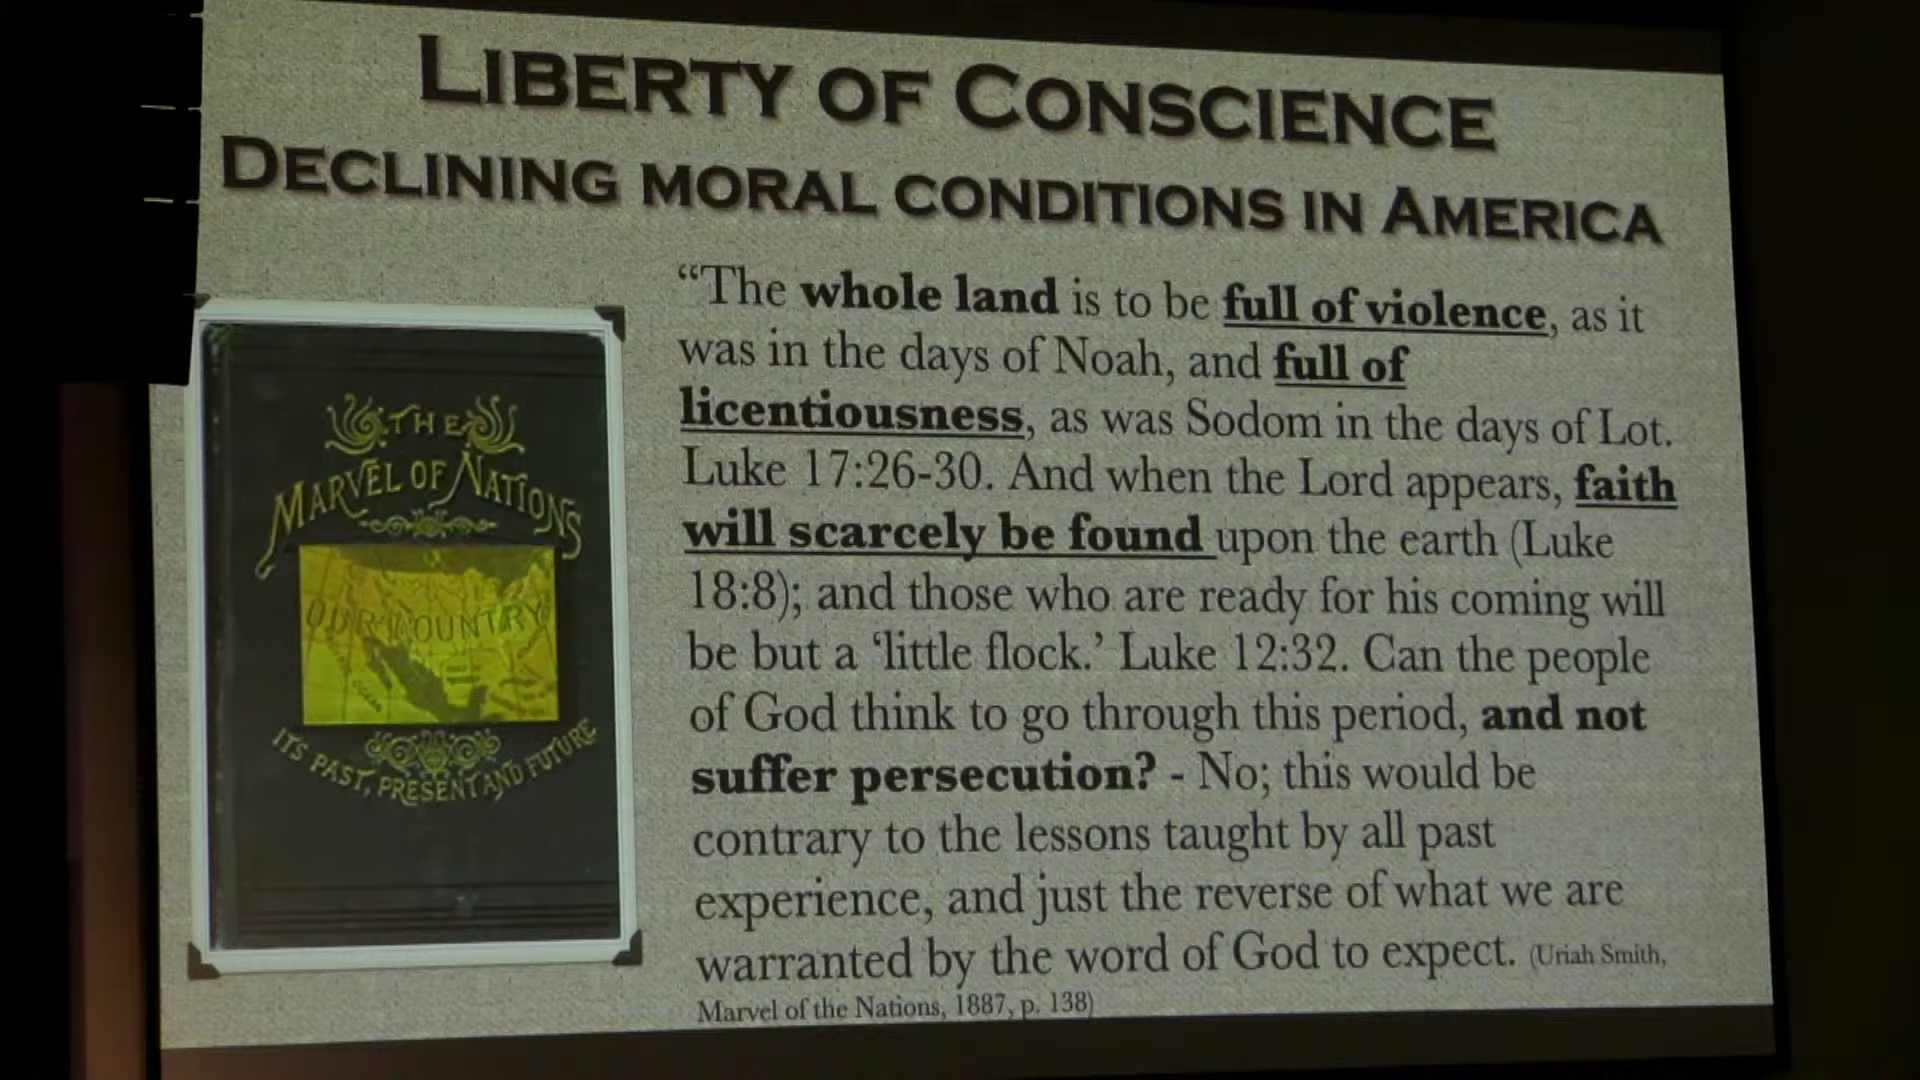 LIBERTY OF CONSCIENCE
DECLINING MORAL CONDITIONS IN AMERICA
THE
MARVEL OF NATIONS
OUR COUNTRY
ITS PAST, PRESENT AND FUTURE
“The whole land is to be full of violence, as it
was in the days of Noah, and full of
licentiousness, as was Sodom in the days of Lot.
Luke 17:26-30. And when the Lord appears, faith
will scarcely be found upon the earth (Luke
18:8); and those who are ready for his coming will
be but a ‘little flock.’ Luke 12:32. Can the people
of God think to go through this period, and not
suffer persecution? - No; this would be
contrary to the lessons taught by all past
experience, and just the reverse of what we are
warranted by the word of God to expect. (Uriah Smith,
Marvel of the Nations, 1887, p. 138)